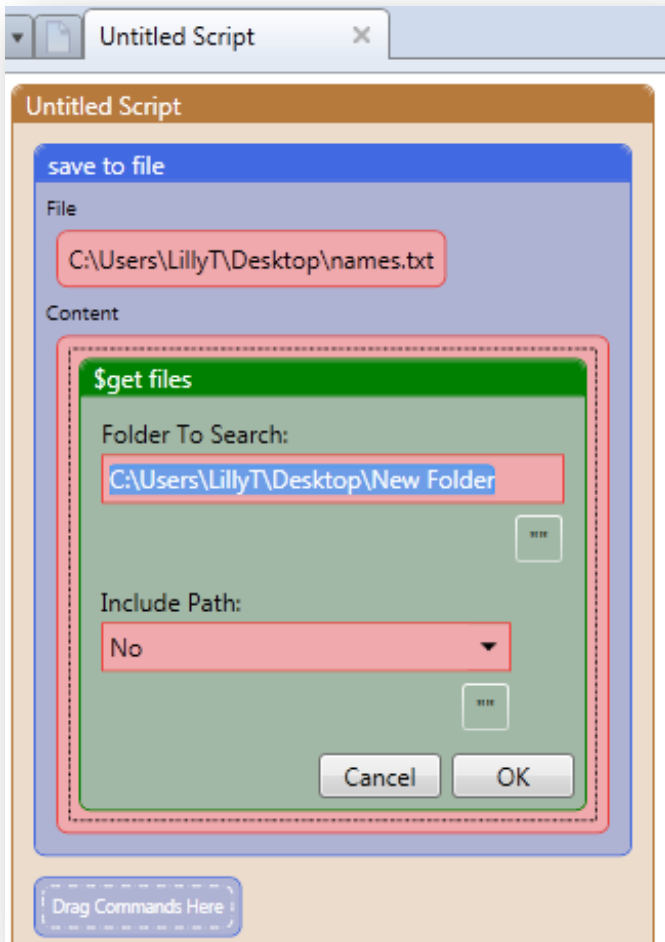 Untitled Script
Untitled Script
save to file
File
C:\Users\LillyT\Desktop\names.txt
Content
$get files
Folder To Search:
C:\Users\LillyT\Desktop\New Folder
""
Include Path:
No
""
Cancel OK
Drag Commands Here